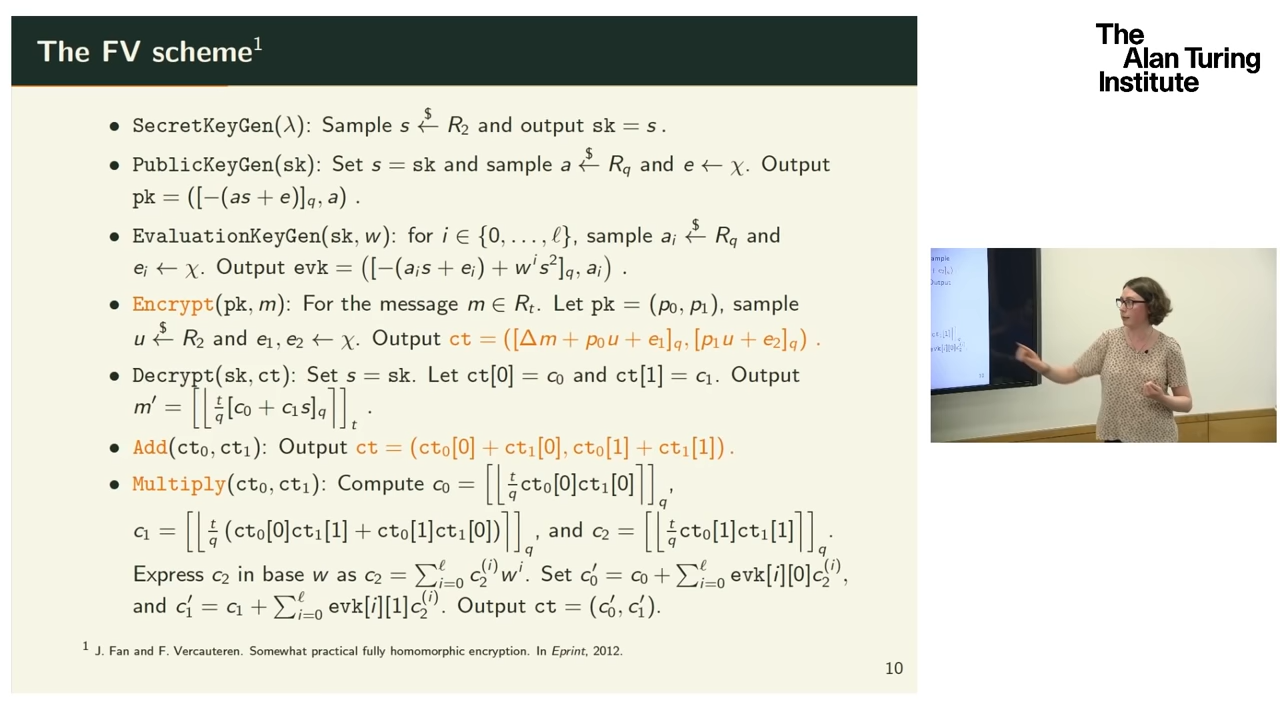 The FV scheme¹
The
Alan Turing
Institute
• SecretKeyGen(λ): Sample s ←$ R₂ and output sk = s .
• PublicKeyGen(sk): Set s = sk and sample a ←$ R_q and e ← χ. Output
pk = ([−(as + e)]_q, a) .
• EvaluationKeyGen(sk, w): for i ∈ {0, . . . , ℓ}, sample a_i ←$ R_q and
e_i ← χ. Output evk = ([−(a_i s + e_i) + w^i s²]_q, a_i) .
• Encrypt(pk, m): For the message m ∈ R_t. Let pk = (p₀, p₁), sample
u ←$ R₂ and e₁, e₂ ← χ. Output ct = ([Δm + p₀u + e₁]_q, [p₁u + e₂]_q) .
• Decrypt(sk, ct): Set s = sk. Let ct[0] = c₀ and ct[1] = c₁. Output
m′ = [⌊t/q [c₀ + c₁s]_q⌉]_t .
• Add(ct₀, ct₁): Output ct = (ct₀[0] + ct₁[0], ct₀[1] + ct₁[1]) .
• Multiply(ct₀, ct₁): Compute c₀ = [⌊t/q ct₀[0]ct₁[0]⌉]_q,
c₁ = [⌊t/q (ct₀[0]ct₁[1] + ct₀[1]ct₁[0])⌉]_q, and c₂ = [⌊t/q ct₀[1]ct₁[1]⌉]_q.
Express c₂ in base w as c₂ = ∑_{i=0}^ℓ c₂^(i) w^i. Set c₀′ = c₀ + ∑_{i=0}^ℓ evk[i][0]c₂^(i),
and c₁′ = c₁ + ∑_{i=0}^ℓ evk[i][1]c₂^(i). Output ct = (c₀′, c₁′).
¹ J. Fan and F. Vercauteren. Somewhat practical fully homomorphic encryption. In Eprint, 2012.
10